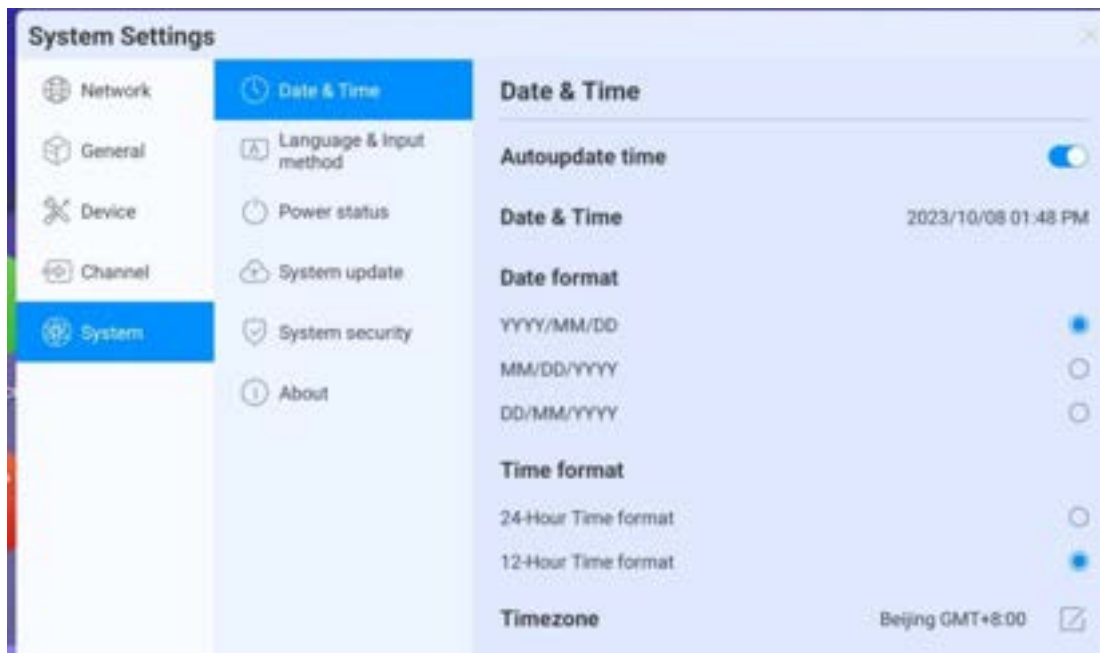 System Settings
Network
General
Device
Channel
System
Date & Time
Language & Input
method
Power status
System update
System security
About
Date & Time
Autoupdate time
Date & Time 2023/10/08 01:48 PM
Date format
YYYY/MM/DD
MM/DD/YYYY
DD/MM/YYYY
Time format
24-Hour Time format
12-Hour Time format
Timezone Beijing GMT+8:00